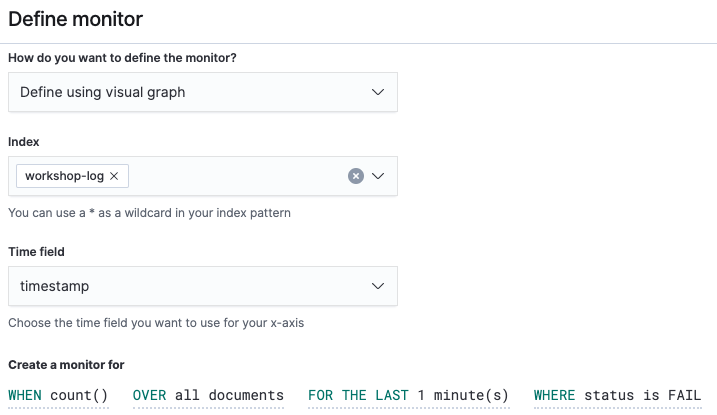 Define monitor
How do you want to define the monitor?
Define using visual graph
Index
workshop-log
You can use a * as a wildcard in your index pattern
Time field
timestamp
Choose the time field you want to use for your x-axis
Create a monitor for
WHEN count() OVER all documents FOR THE LAST 1 minute(s) WHERE status is FAIL